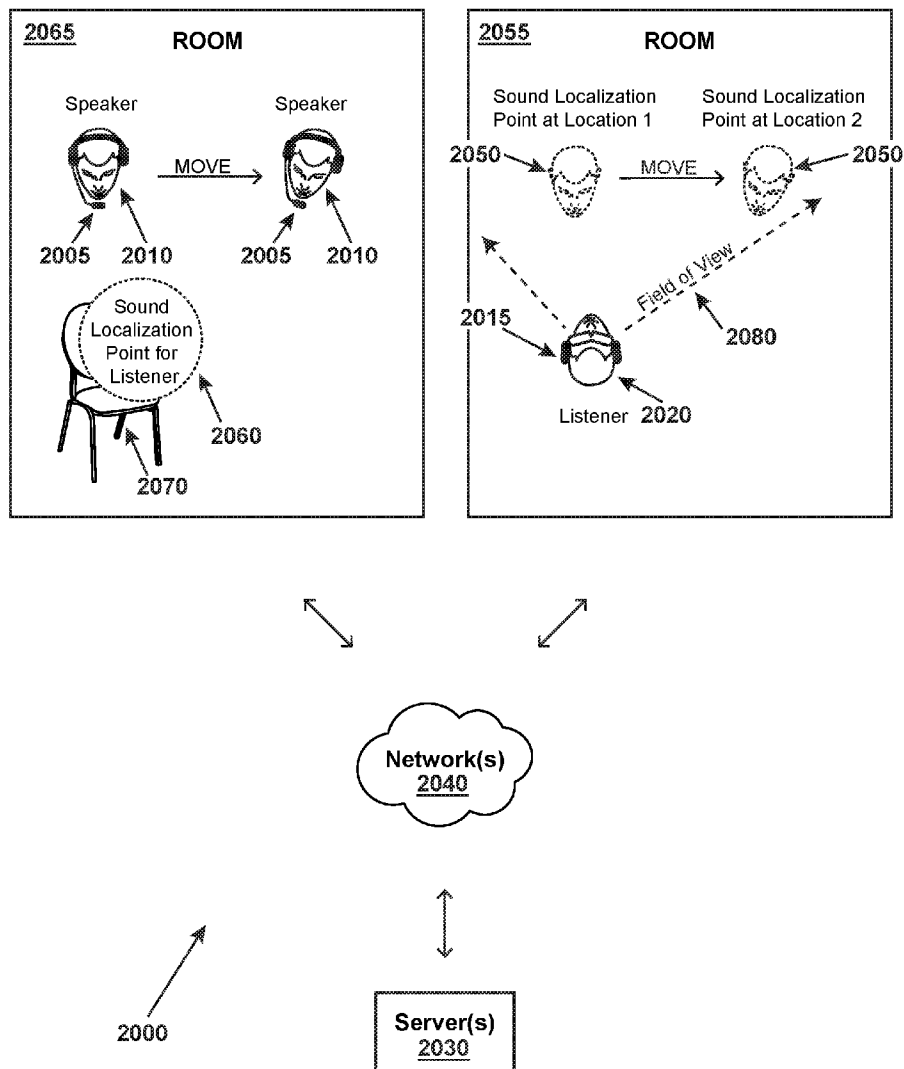 2065
ROOM
Speaker
Speaker
MOVE
2005
2010
2005
2010
Sound
Localization
Point for
Listener
2060
2070
2055
ROOM
Sound Localization
Point at Location 1
Sound Localization
Point at Location 2
2050
MOVE
2050
Field of View
2015
2080
Listener
2020
Network(s)
2040
2000
Server(s)
2030